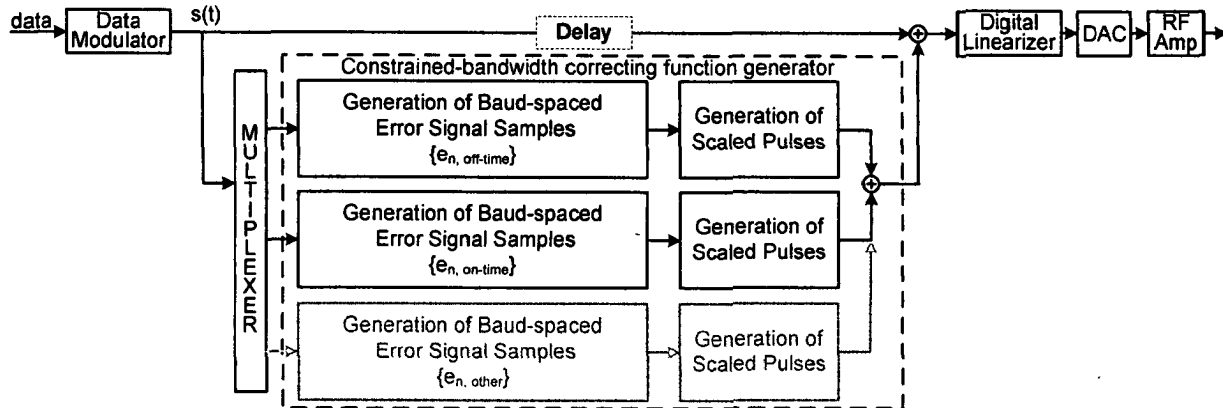 data
Data
Modulator
s(t)
Delay
Digital
Linearizer
DAC
RF
Amp
Constrained-bandwidth correcting function generator
MULTIPLEXER
Generation of Baud-spaced
Error Signal Samples
{en, off-time}
Generation of
Scaled Pulses
Generation of Baud-spaced
Error Signal Samples
{en, on-time}
Generation of
Scaled Pulses
Generation of Baud-spaced
Error Signal Samples
{en, other}
Generation of
Scaled Pulses